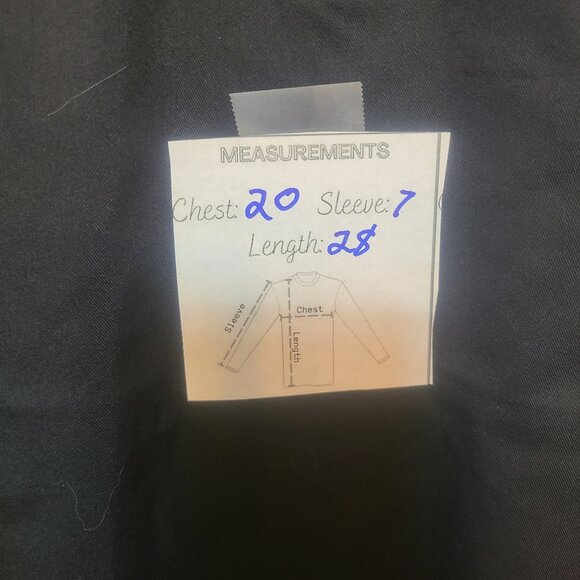 MEASUREMENTS
Chest: 20 Sleeve: 7
Length: 28
Sleeve
Chest
Length